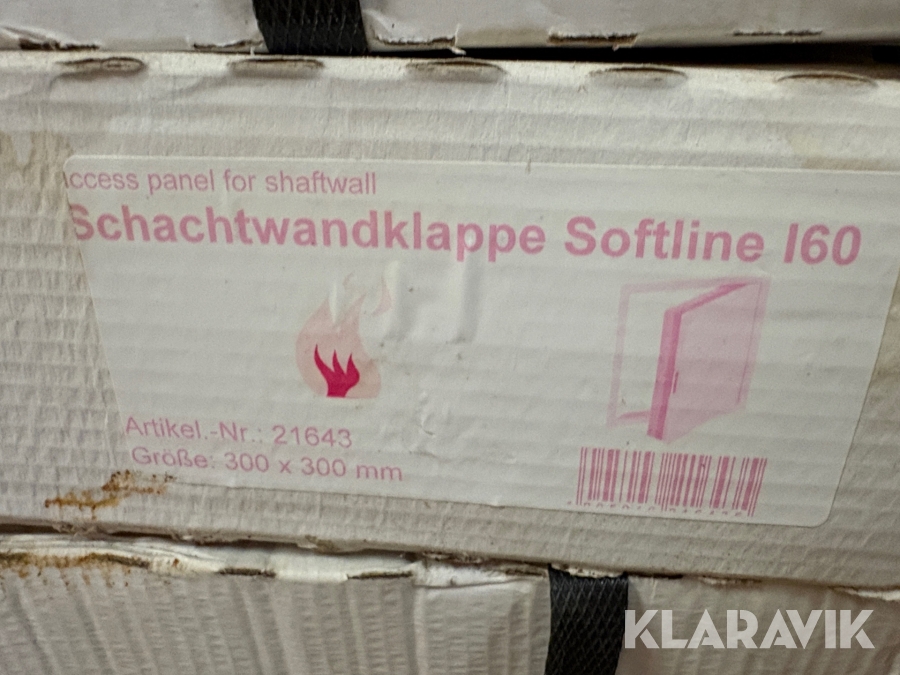 ccess panel for shaftwall
Schachtwandklappe Softline I60
Artikel.-Nr.: 21643
Größe: 300 x 300 mm
KLARAVIK